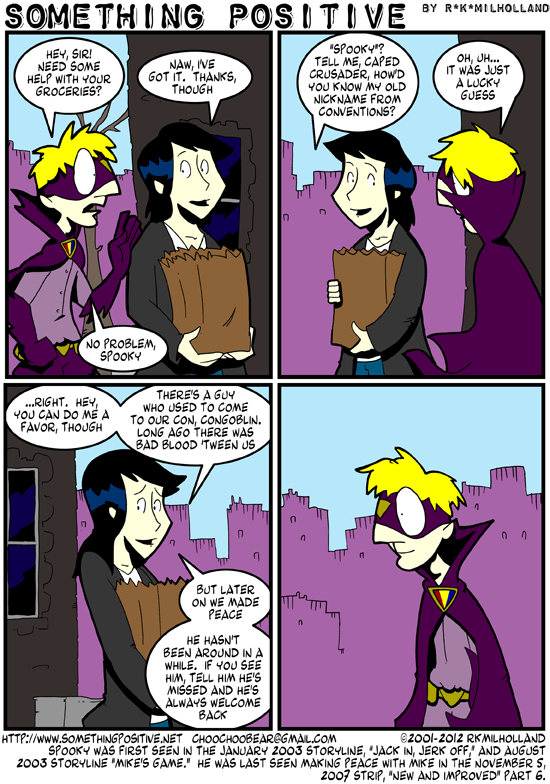 SOMETHING POSITIVE BY R*K*MILHOLLAND
HEY, SIR!
NEED SOME
HELP WITH YOUR
GROCERIES?
NAW, I'VE
GOT IT. THANKS,
THOUGH
NO PROBLEM,
SPOOKY
"SPOOKY"?
TELL ME, CAPED
CRUSADER, HOW'D
YOU KNOW MY OLD
NICKNAME FROM
CONVENTIONS?
OH, UH...
IT WAS JUST
A LUCKY
GUESS
...RIGHT. HEY,
YOU CAN DO ME A
FAVOR, THOUGH
THERE'S A GUY
WHO USED TO COME
TO OUR CON, CONGOBLIN.
LONG AGO THERE WAS
BAD BLOOD 'TWEEN US
BUT LATER
ON WE MADE
PEACE
HE HASN'T
BEEN AROUND IN A
WHILE. IF YOU SEE
HIM, TELL HIM HE'S
MISSED AND HE'S
ALWAYS WELCOME
BACK
HTTP://WWW.SOMETHINGPOSITIVE.NET CHOOCHOOBEAR@GMAIL.COM ©2001-2012 RKMILHOLLAND
SPOOKY WAS FIRST SEEN IN THE JANUARY 2003 STORYLINE, "JACK IN, JERK OFF," AND AUGUST
2003 STORYLINE "MIKE'S GAME." HE WAS LAST SEEN MAKING PEACE WITH MIKE IN THE NOVEMBER 5,
2007 STRIP, "NEW AND IMPROVED" PART 6